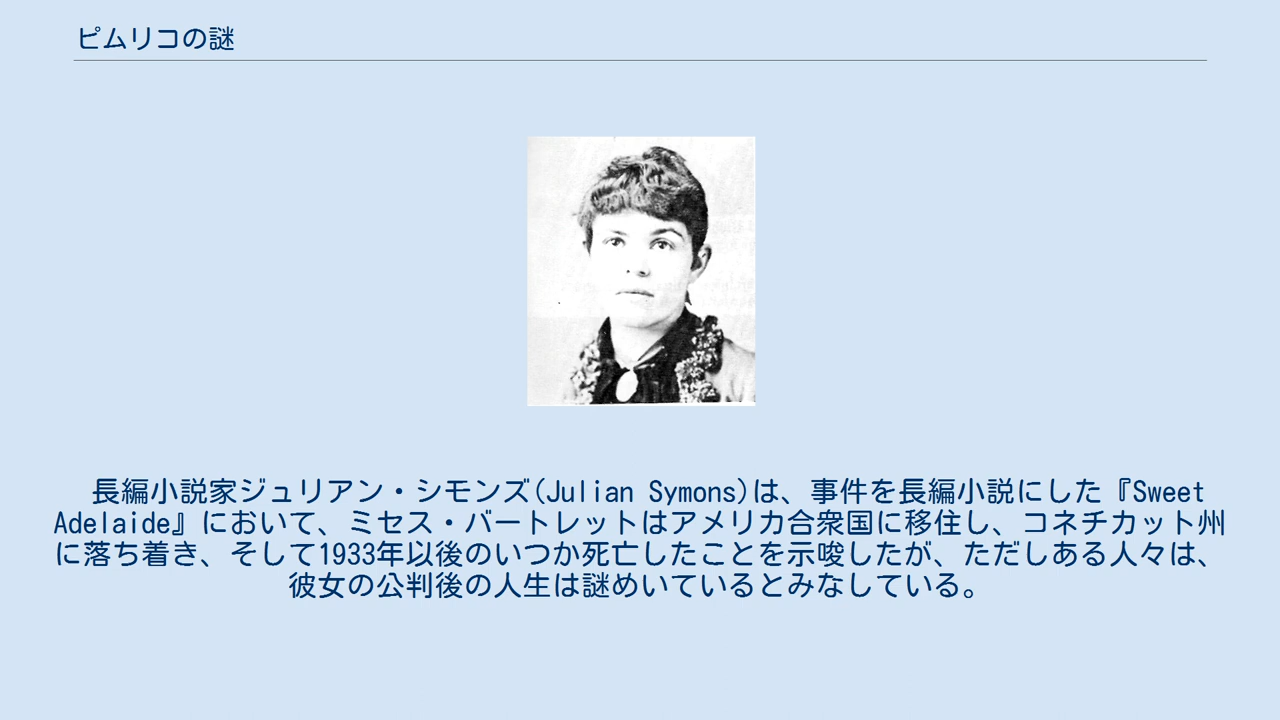 ピムリコの謎
長編小説家ジュリアン・シモンズ(Julian Symons)は、事件を長編小説にした『Sweet
Adelaide』において、ミセス・バートレットはアメリカ合衆国に移住し、コネチカット州
に落ち着き、そして1933年以後のいつか死亡したことを示唆したが、ただしある人々は、
彼女の公判後の人生は謎めいているとみなしている。